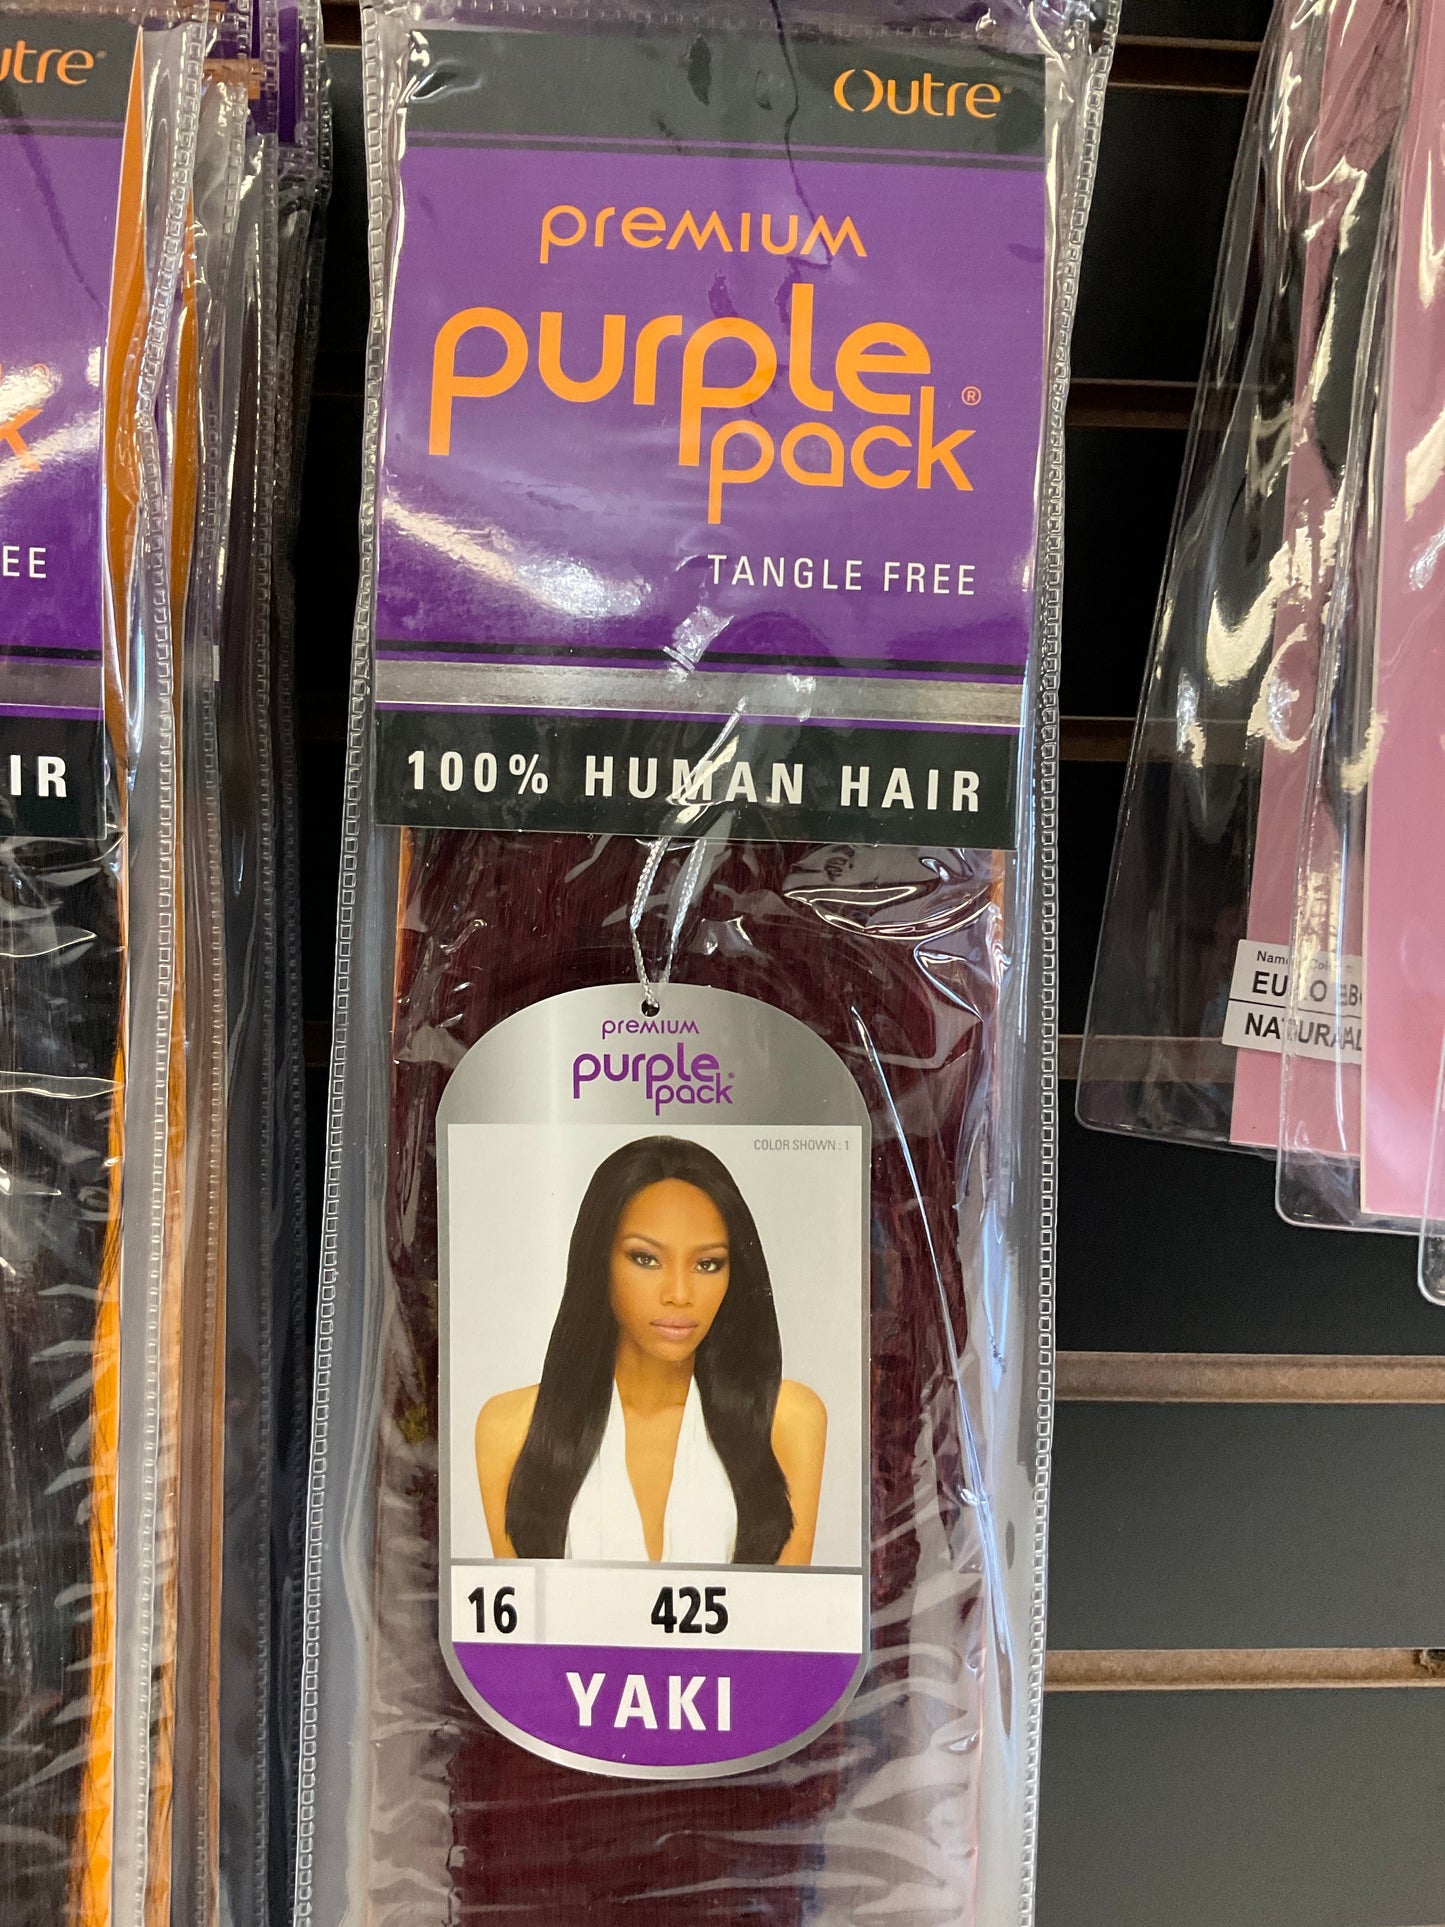 Outre
premium
purple
pack®
TANGLE FREE
100% HUMAN HAIR
premium
purple
pack®
COLOR SHOWN : 1
16 425
YAKI
utre
k
EE
IR
NATURAL